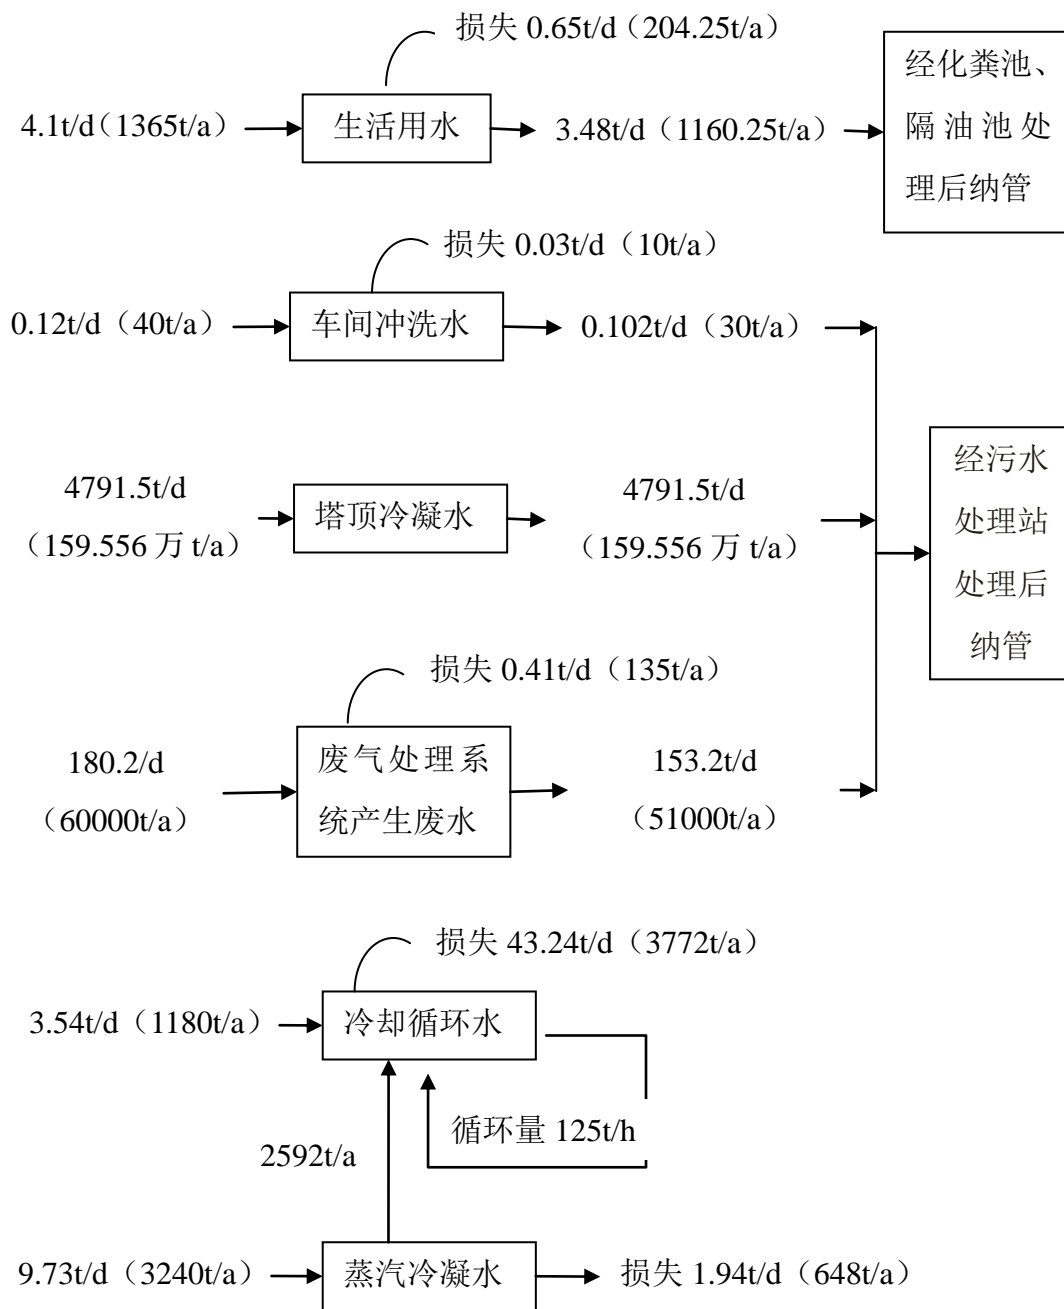 损失 0.65t/d（204.25t/a）
4.1t/d（1365t/a）
生活用水
3.48t/d（1160.25t/a）
经化粪池、
隔油池处
理后纳管
损失 0.03t/d（10t/a）
0.12t/d（40t/a）
车间冲洗水
0.102t/d（30t/a）
4791.5t/d
（159.556 万 t/a）
塔顶冷凝水
4791.5t/d
（159.556 万 t/a）
经污水
处理站
处理后
纳管
损失 0.41t/d（135t/a）
180.2/d
（60000t/a）
废气处理系
统产生废水
153.2t/d
（51000t/a）
损失 43.24t/d（3772t/a）
3.54t/d（1180t/a）
冷却循环水
循环量 125t/h
2592t/a
9.73t/d（3240t/a）
蒸汽冷凝水
损失 1.94t/d（648t/a）